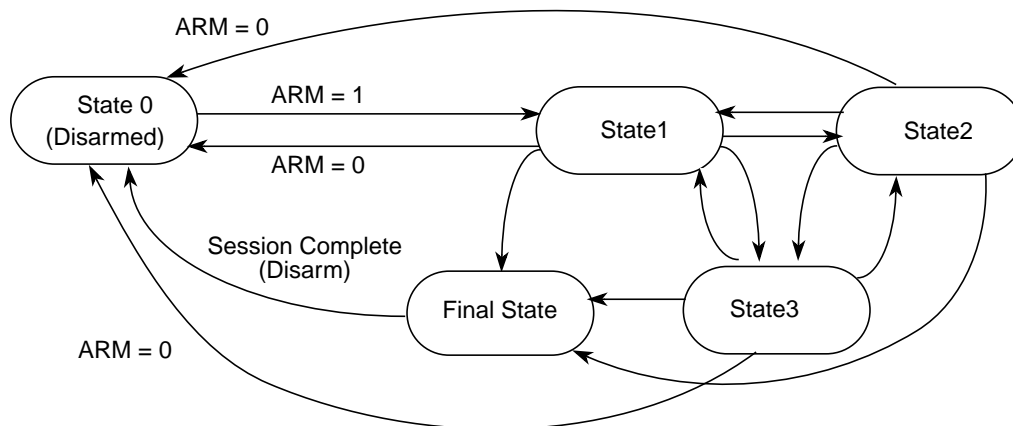 ARM = 0
State 0
(Disarmed)
ARM = 1
State1
State2
ARM = 0
Session Complete
(Disarm)
Final State
State3
ARM = 0